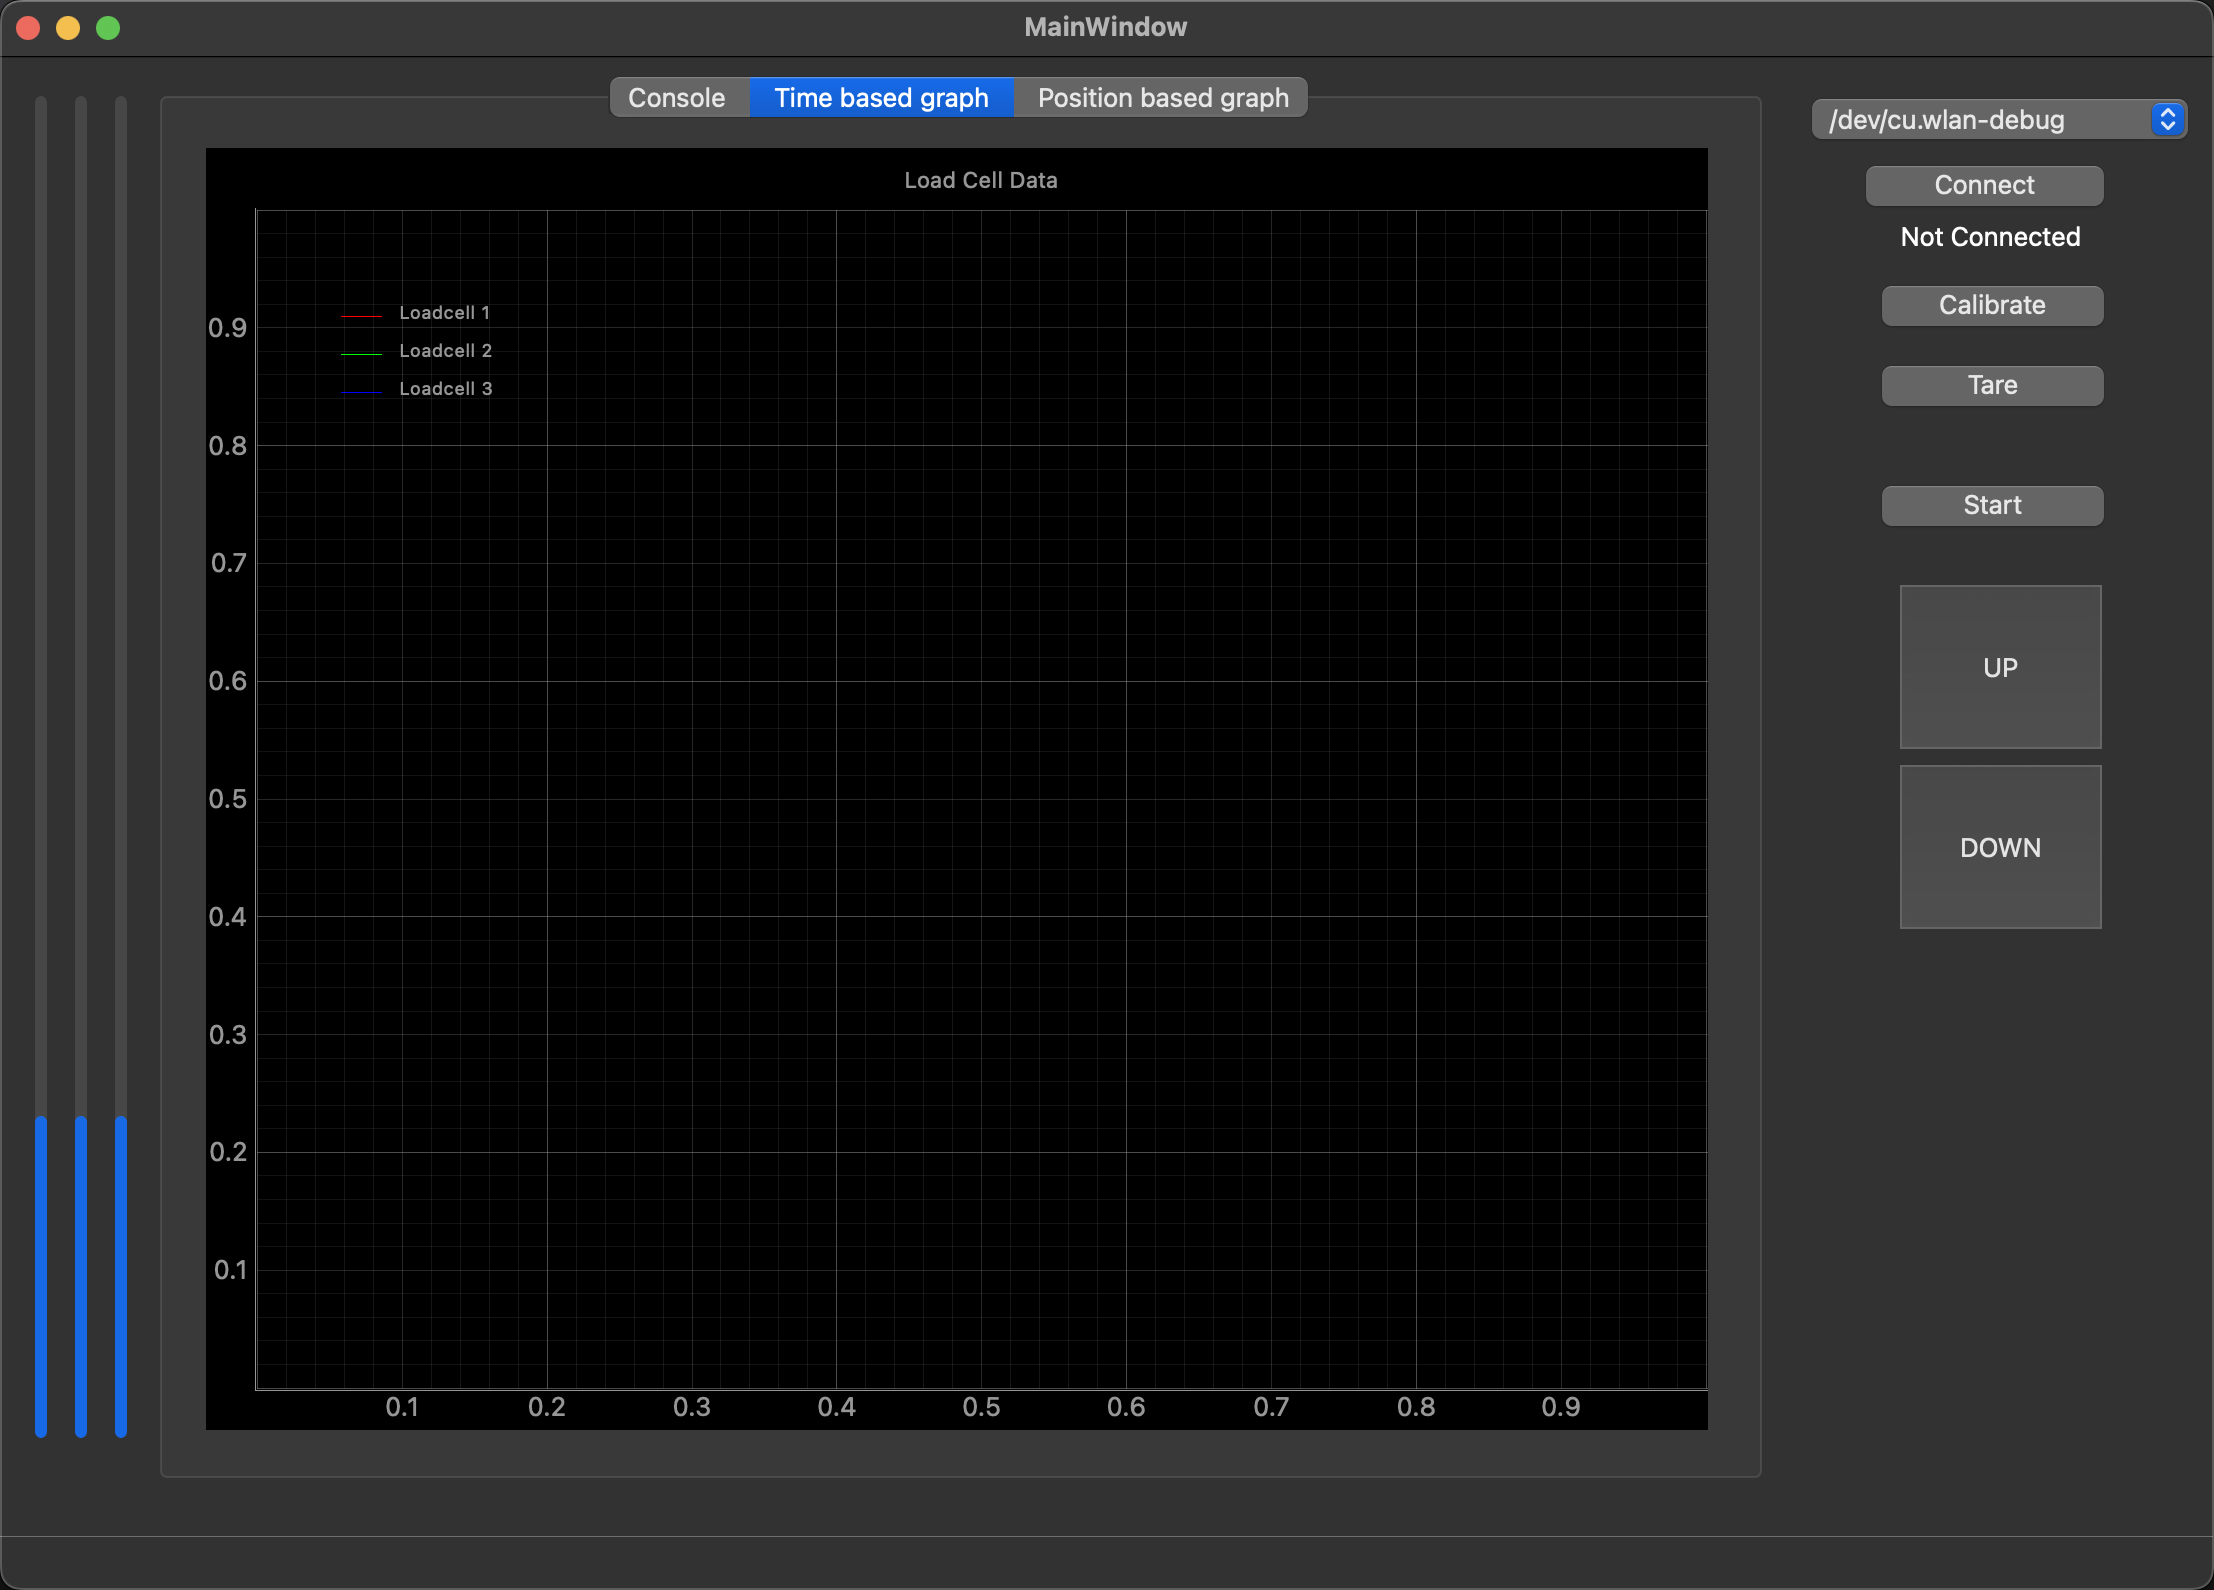 MainWindow
Console
Time based graph
Position based graph
/dev/cu.wlan-debug
Connect
Not Connected
Calibrate
Tare
Start
UP
DOWN
Load Cell Data
Loadcell 1
Loadcell 2
Loadcell 3
0.9
0.8
0.7
0.6
0.5
0.4
0.3
0.2
0.1
0.1 0.2 0.3 0.4 0.5 0.6 0.7 0.8 0.9